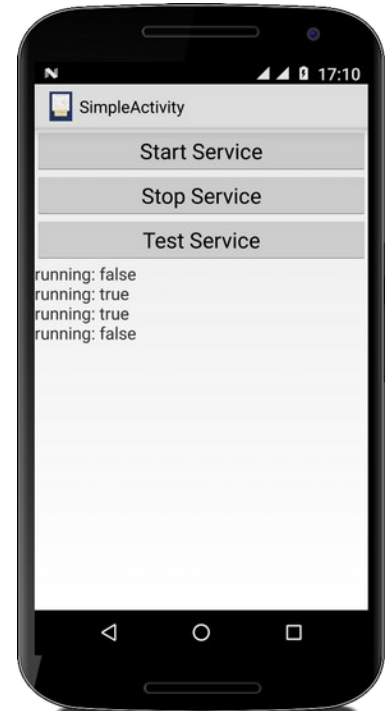 17:10
SimpleActivity
Start Service
Stop Service
Test Service
running: false
running: true
running: true
running: false